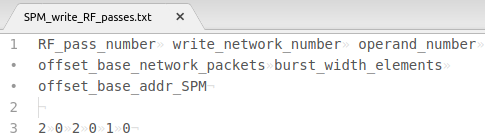 SPM_write_RF_passes.txt ×
1 RF_pass_number» write_network_number» operand_number»
• offset_base_network_packets»burst_width_elements»
• offset_base_addr_SPM¬
2 ¬
3 2»0»2»0»1»0¬